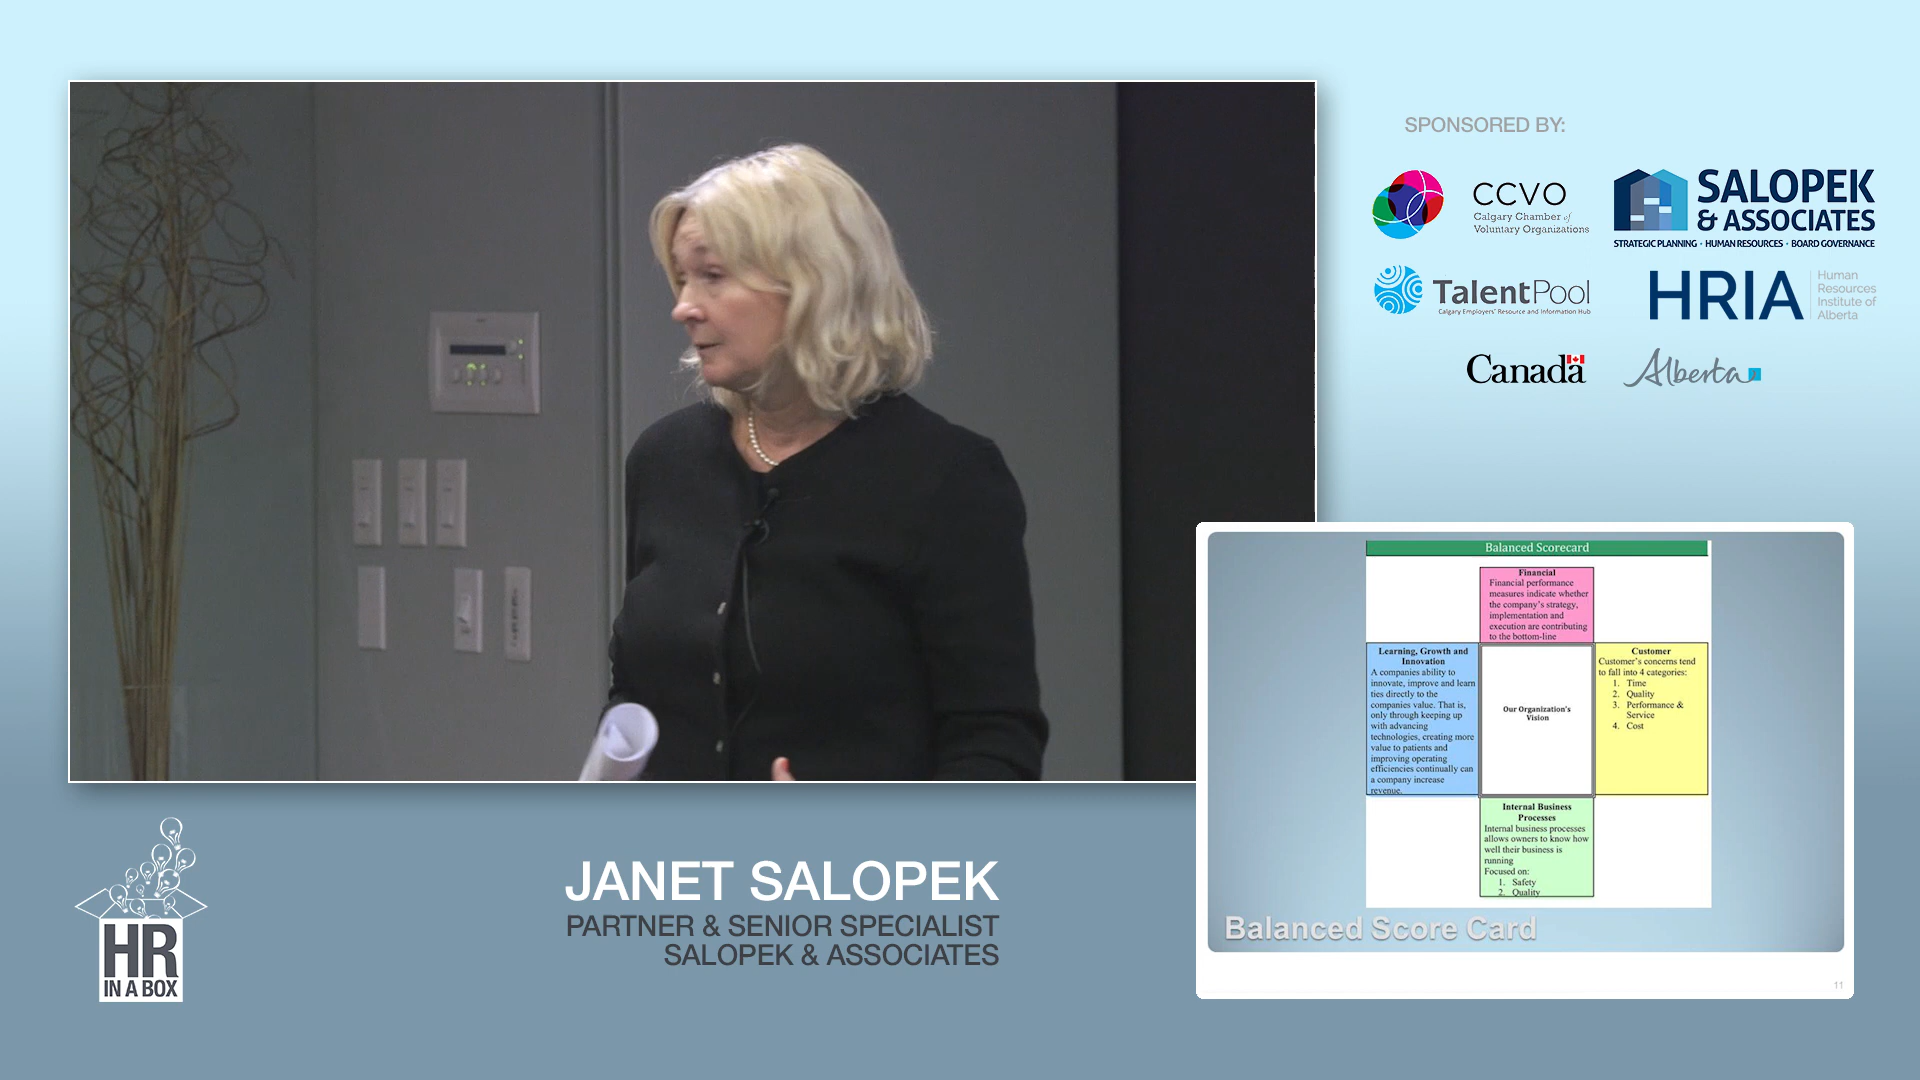 SPONSORED BY:
CCVO
Calgary Chamber of
Voluntary Organizations
SALOPEK
& ASSOCIATES
STRATEGIC PLANNING • HUMAN RESOURCES • BOARD GOVERNANCE
TalentPool
Calgary Employers' Resource and Information Hub
HRIA
Human
Resources
Institute of
Alberta
Canada
Alberta
Balanced Scorecard
Financial
Financial performance
measures indicate whether
the company's strategy,
implementation and
execution are contributing
to the bottom-line
Learning, Growth and
Innovation
A companies ability to
innovate, improve and learn
ties directly to the
companies value. That is,
only through keeping up
with advancing
technologies, creating more
value to patients and
improving operating
efficiencies continually can
a company increase
revenue.
Our Organization's
Vision
Customer
Customer's concerns tend
to fall into 4 categories:
1. Time
2. Quality
3. Performance &
Service
4. Cost
Internal Business
Processes
Internal business processes
allows owners to know how
well their business is
running
Focused on:
1. Safety
2. Quality
Balanced Score Card
11
JANET SALOPEK
PARTNER & SENIOR SPECIALIST
SALOPEK & ASSOCIATES
HR
IN A BOX